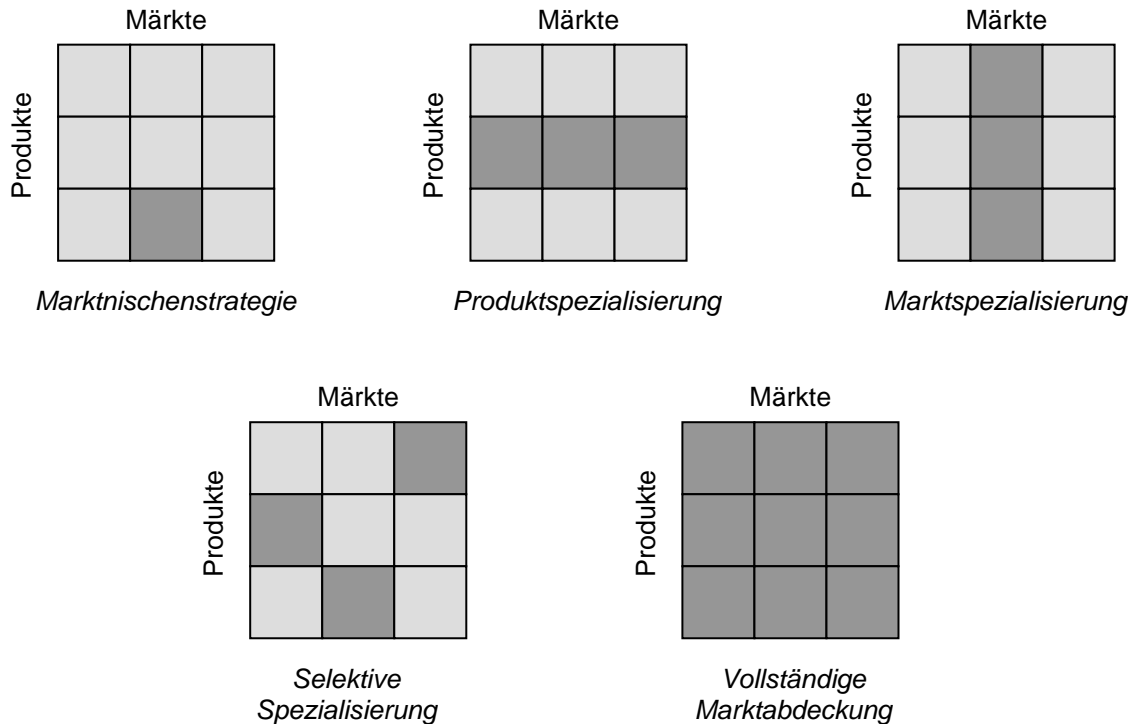 Märkte
Märkte
Märkte
Produkte
Produkte
Produkte
Marktnischenstrategie
Produktspezialisierung
Marktspezialisierung
Märkte
Märkte
Produkte
Produkte
Selektive
Spezialisierung
Vollständige
Marktabdeckung